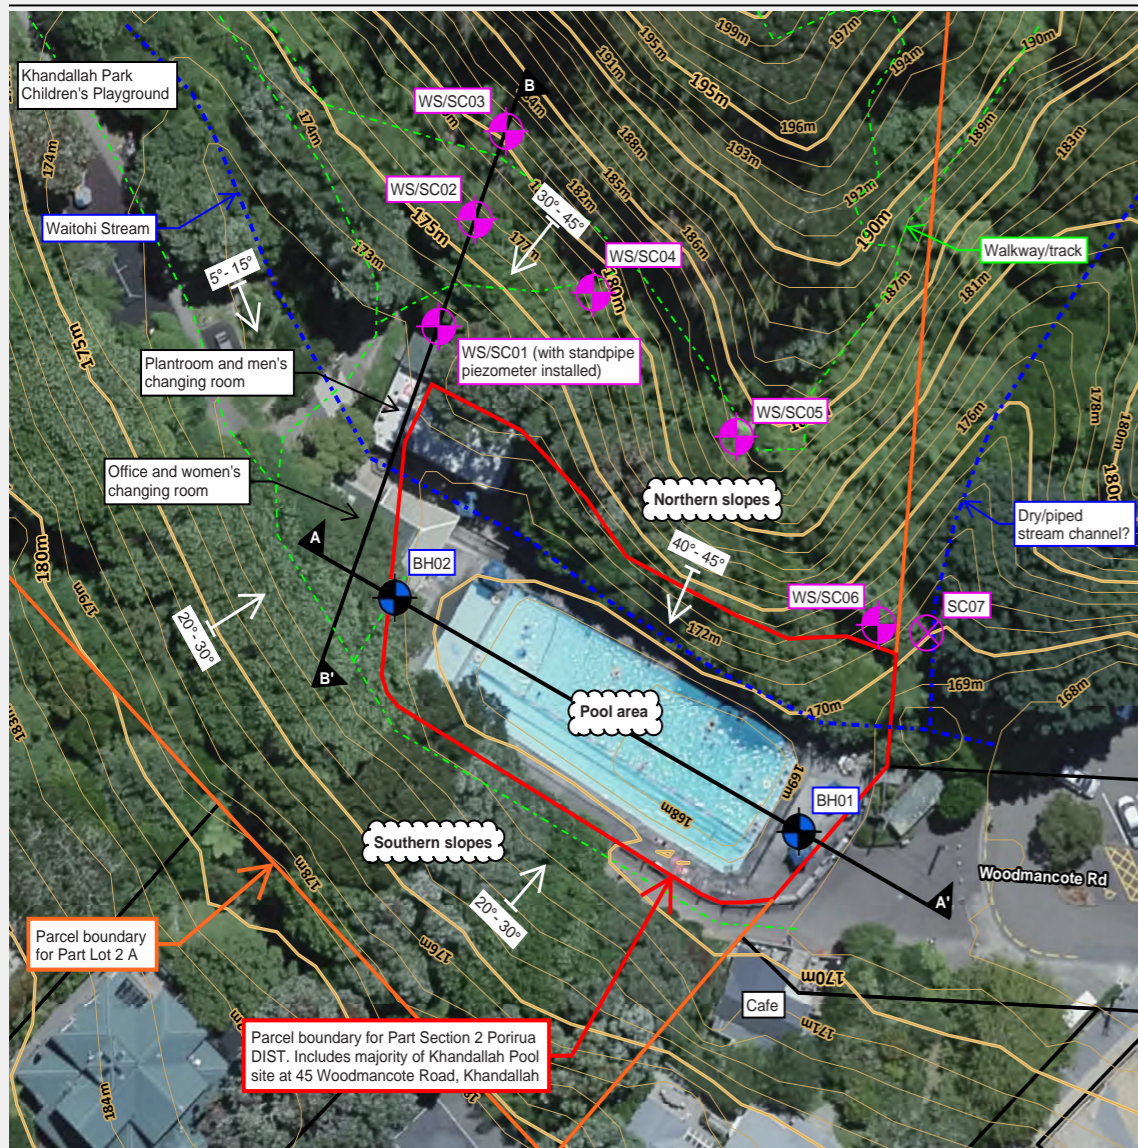 Khandallah Park
Children's Playground
B
WS/SC03
199m
197m
190m
195m
191m
194m
195m
196m
189m
183m
174m
174m
188m
193m
185m
182m
192m
190m
WS/SC02
30°- 45°
Waitohi Stream
175m
177m
186m
Walkway/track
173m
WS/SC04
187m
181m
5°- 15°
180m
175m
Plantroom and men's
changing room
WS/SC01 (with standpipe
piezometer installed)
WS/SC05
176m
178m
180m
Office and women's
changing room
Northern slopes
180m
Dry/piped
stream channel?
A
180m
BH02
40°- 45°
179m
WS/SC06
SC07
20°- 30°
172m
B'
169m
168m
170m
Pool area
169m
BH01
168m
Southern slopes
178m
Woodmancote Rd
A'
20°- 30°
176m
Parcel boundary
for Part Lot 2 A
170m
Cafe
171m
Parcel boundary for Part Section 2 Porirua
DIST. Includes majority of Khandallah Pool
site at 45 Woodmancote Road, Khandallah
184m